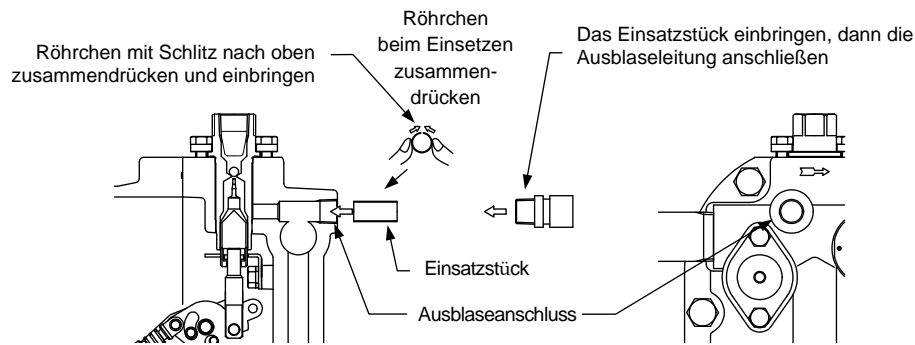 Röhrchen mit Schlitz nach oben
zusammendrücken und einbringen
Röhrchen
beim Einsetzen
zusammen-
drücken
Das Einsatzstück einbringen, dann die
Ausblaseleitung anschließen
Einsatzstück
Ausblaseanschluss